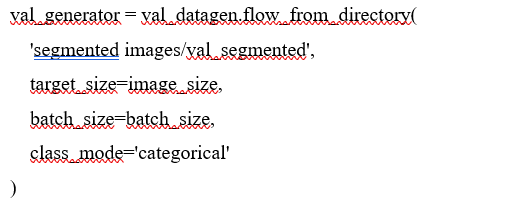 val_generator = val_datagen.flow_from_directory(
'segmented images/val_segmented',
target_size=image_size,
batch_size=batch_size,
class_mode='categorical'
)